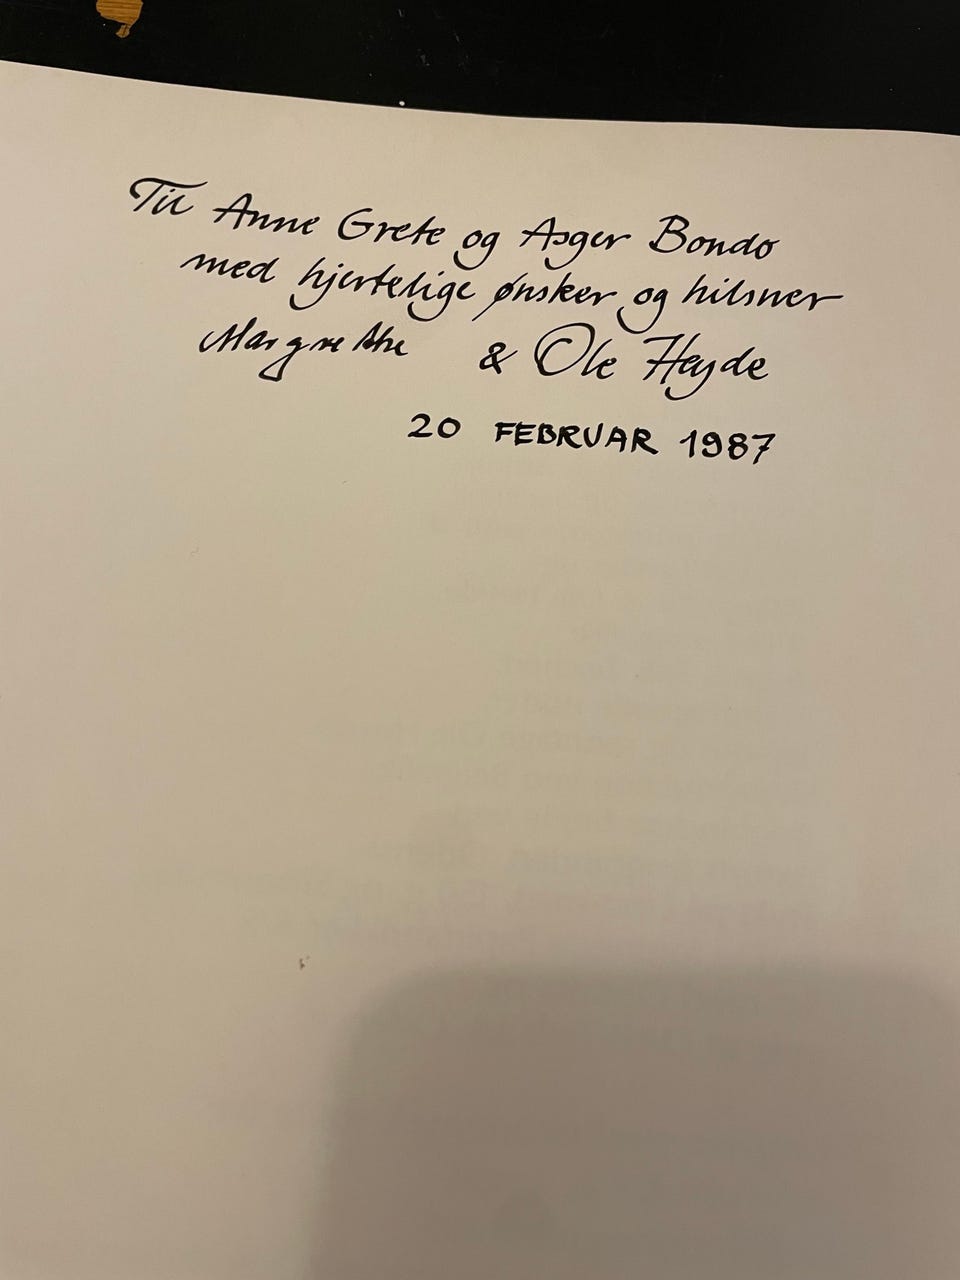 Til Anne Grete og Asger Bondo
med hjertelige ønsker og hilsner
Margrethe & Ole Heyde
20 FEBRUAR 1987